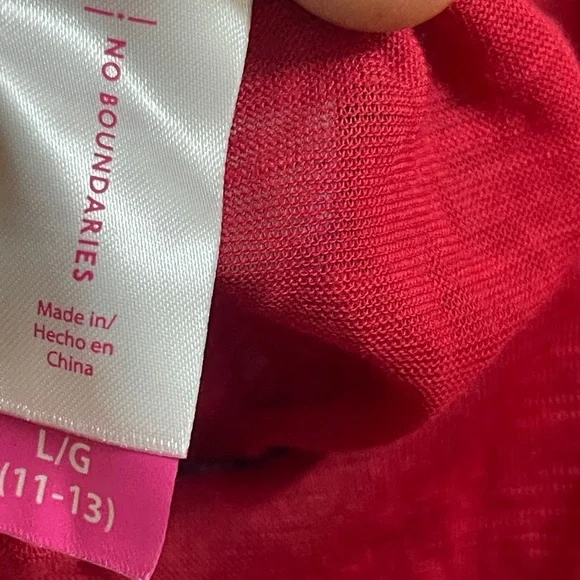 NO BOUNDARIES
Made in/
Hecho en
China
L/G
(11-13)